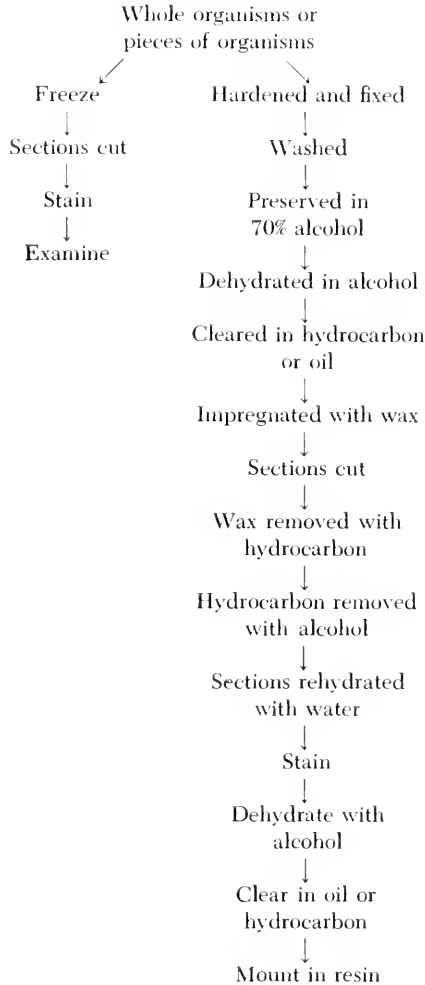 Whole organisms or
pieces of organisms
Freeze
Sections cut
Stain
Examine
Hardened and fixed
Washed
Preserved in
70% alcohol
Dehydrated in alcohol
Cleared in hydrocarbon
or oil
Impregnated with wax
Sections cut
Wax removed with
hydrocarbon
Hydrocarbon removed
with alcohol
Sections rehydrated
with water
Stain
Dehydrate with
alcohol
Clear in oil or
hydrocarbon
Mount in resin